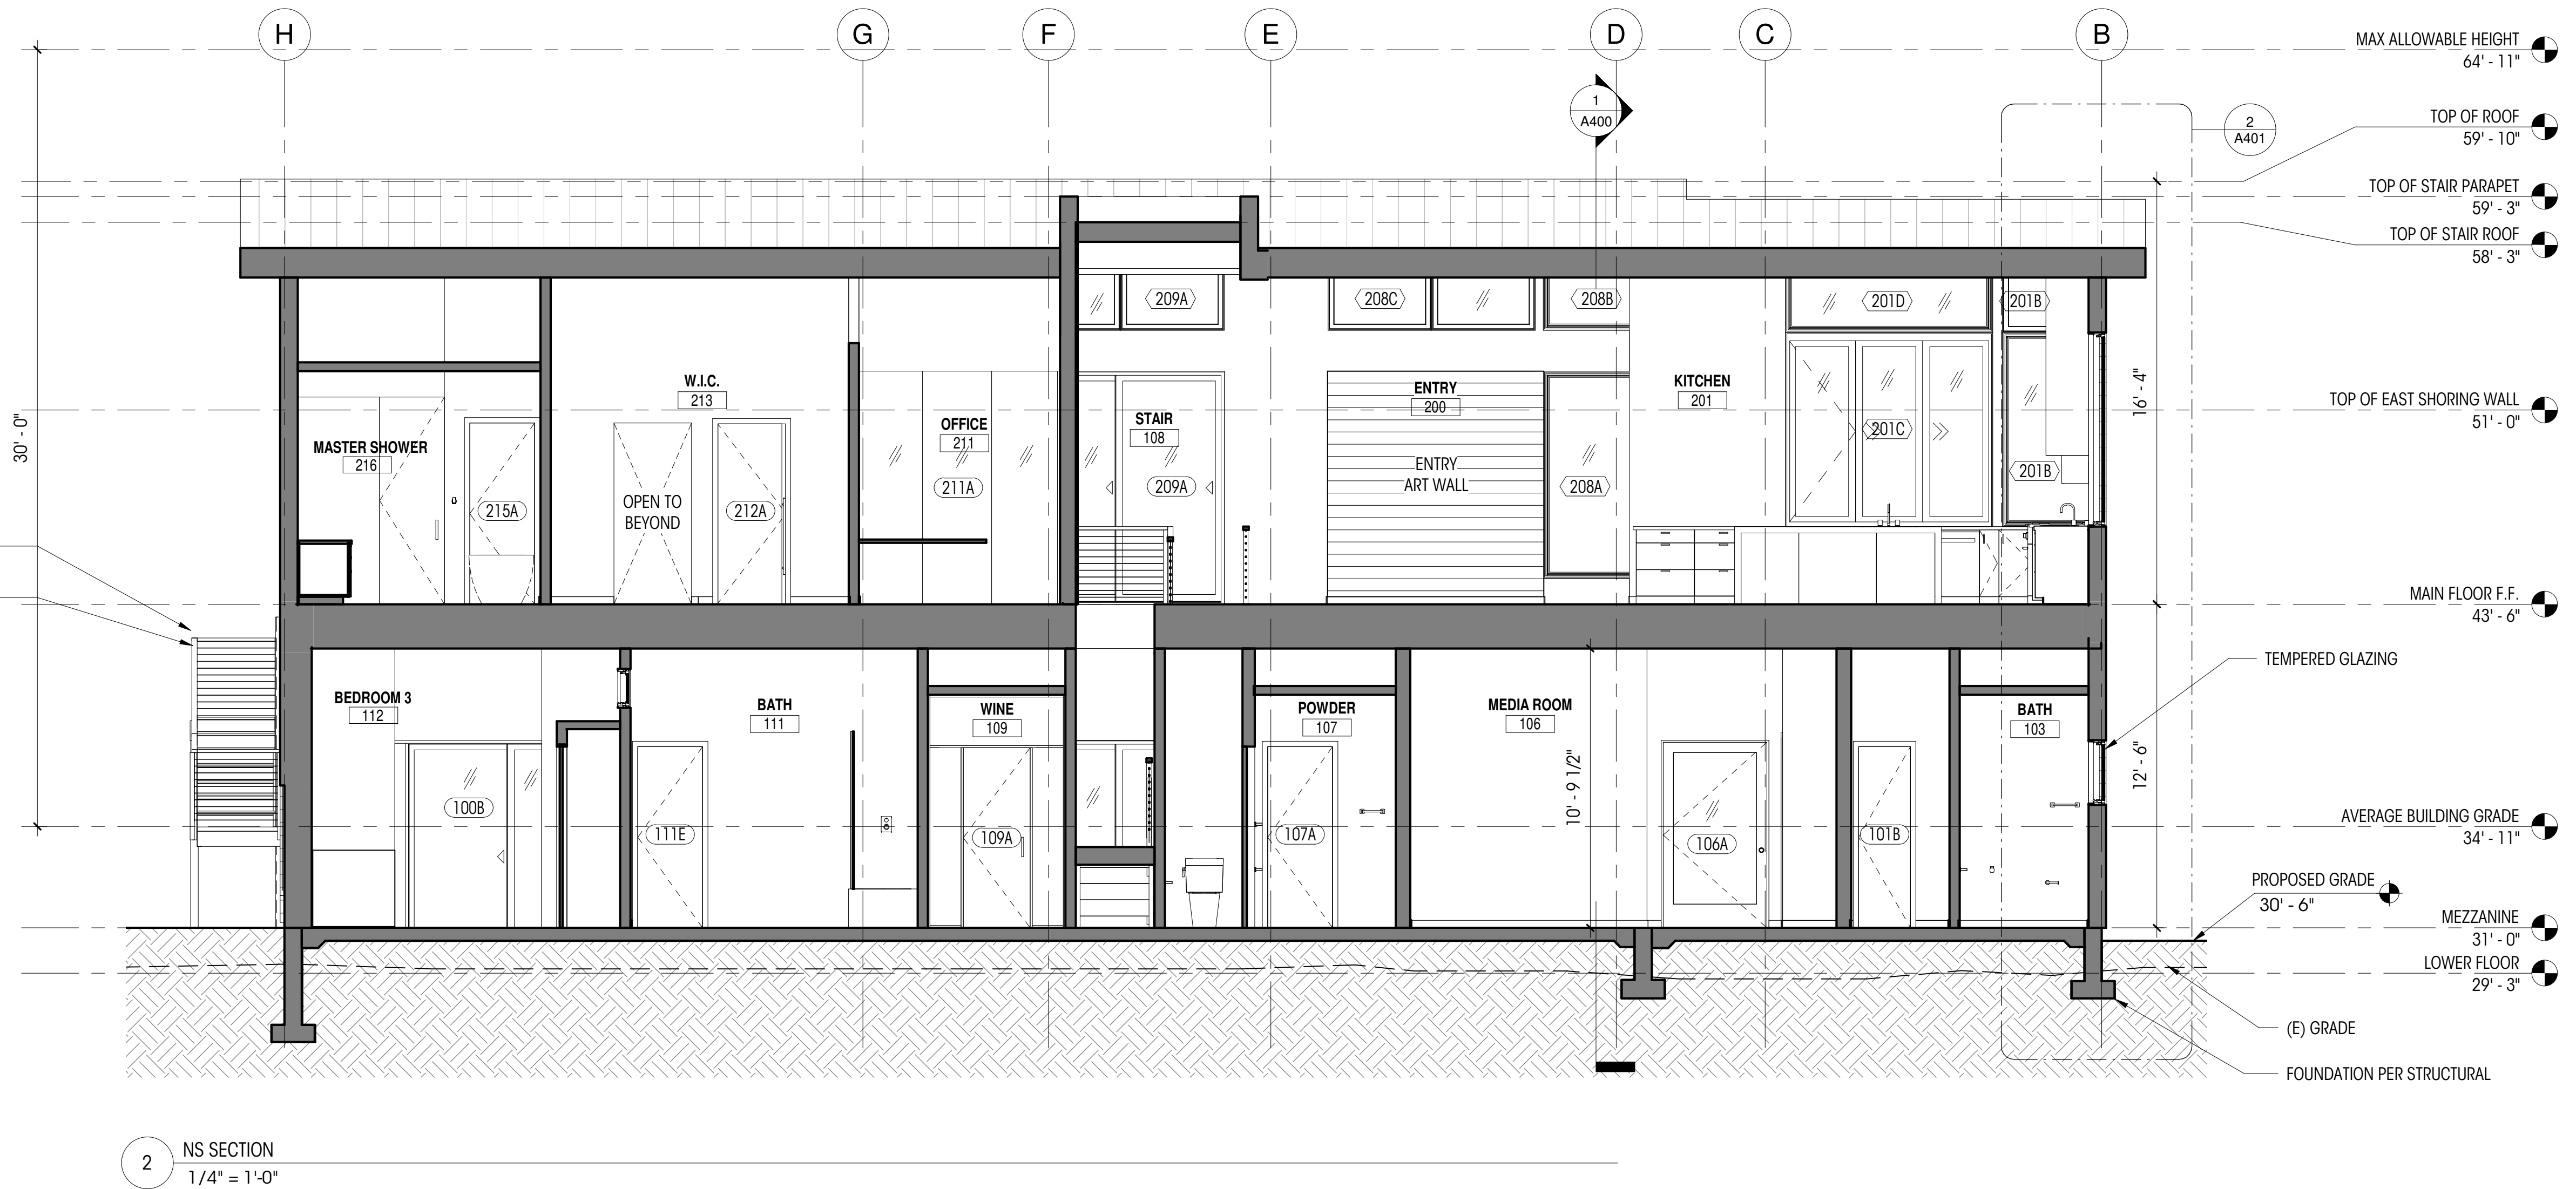 H
G
F
E
D
C
B
MAX ALLOWABLE HEIGHT
64' - 11"
1
A400
2
A401
TOP OF ROOF
59' - 10"
TOP OF STAIR PARAPET
59' - 3"
TOP OF STAIR ROOF
58' - 3"
209A
208C
208B
201D
201B
W.I.C.
213
ENTRY
200
KITCHEN
201
16' - 4"
TOP OF EAST SHORING WALL
51' - 0"
30' - 0"
MASTER SHOWER
216
OFFICE
211
STAIR
108
201C
ENTRY
ART WALL
201B
215A
OPEN TO
BEYOND
212A
211A
209A
208A
MAIN FLOOR F.F.
43' - 6"
TEMPERED GLAZING
BEDROOM 3
112
BATH
111
WINE
109
POWDER
107
MEDIA ROOM
106
BATH
103
10' - 9 1/2"
12' - 6"
100B
111E
109A
107A
106A
101B
AVERAGE BUILDING GRADE
34' - 11"
PROPOSED GRADE
30' - 6"
MEZZANINE
31' - 0"
LOWER FLOOR
29' - 3"
(E) GRADE
FOUNDATION PER STRUCTURAL
2
NS SECTION
1/4" = 1'-0"